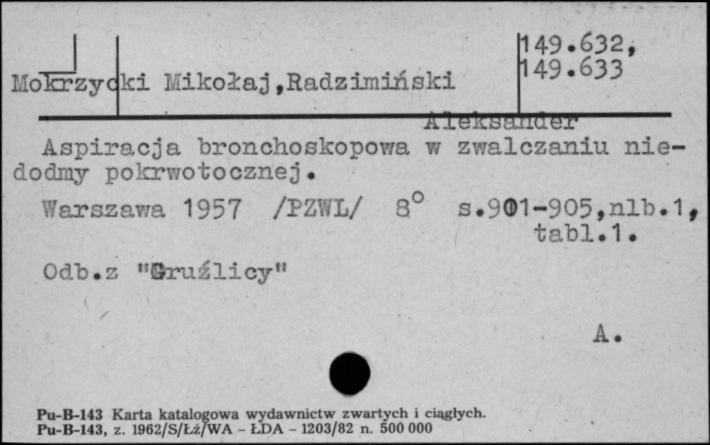 149.632,
149.633
Mokrzycki Mikołaj,Radzimiński
Aleksander
Aspiracja bronchoskopowa w zwalczaniu nie-
dodmy pokrwotocznej.
Warszawa 1957 /PZWL/ 8° s.901-905,nlb.1,
tabl.1.
Odb.z "Gruźlicy"
A.
Pu-B-143 Karta katalogowa wydawnictw zwartych i ciągłych.
Pu-B-143, z. 1962/S/Łż/WA - ŁDA - 1203/82 n. 500 000